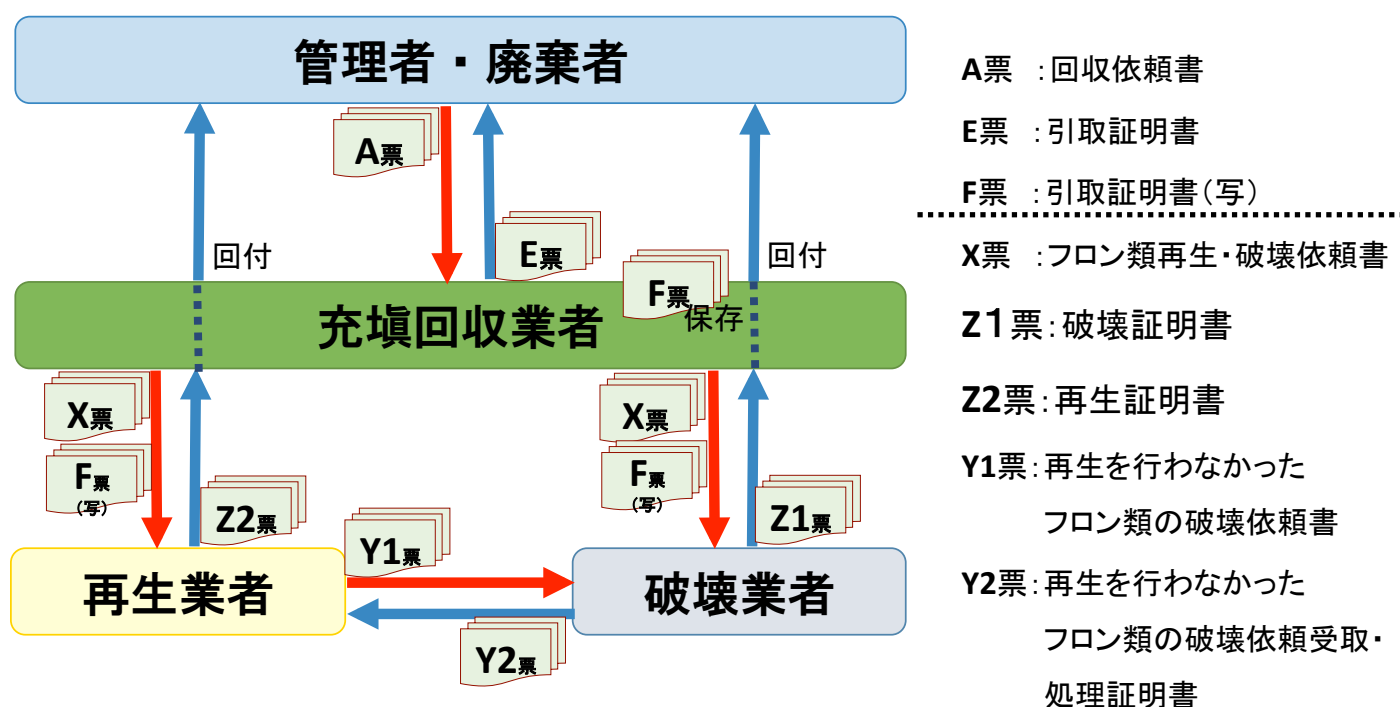 管理者・廃棄者
A票
E票
回付
回付
F票
保存
充塡回収業者
X票
F票
(写)
Z2票
X票
F票
(写)
Z1票
Y1票
再生業者
破壊業者
Y2票
A票 :回収依頼書
E票 :引取証明書
F票 :引取証明書(写)
X票 :フロン類再生・破壊依頼書
Z1票:破壊証明書
Z2票:再生証明書
Y1票:再生を行わなかった
フロン類の破壊依頼書
Y2票:再生を行わなかった
フロン類の破壊依頼受取・
処理証明書